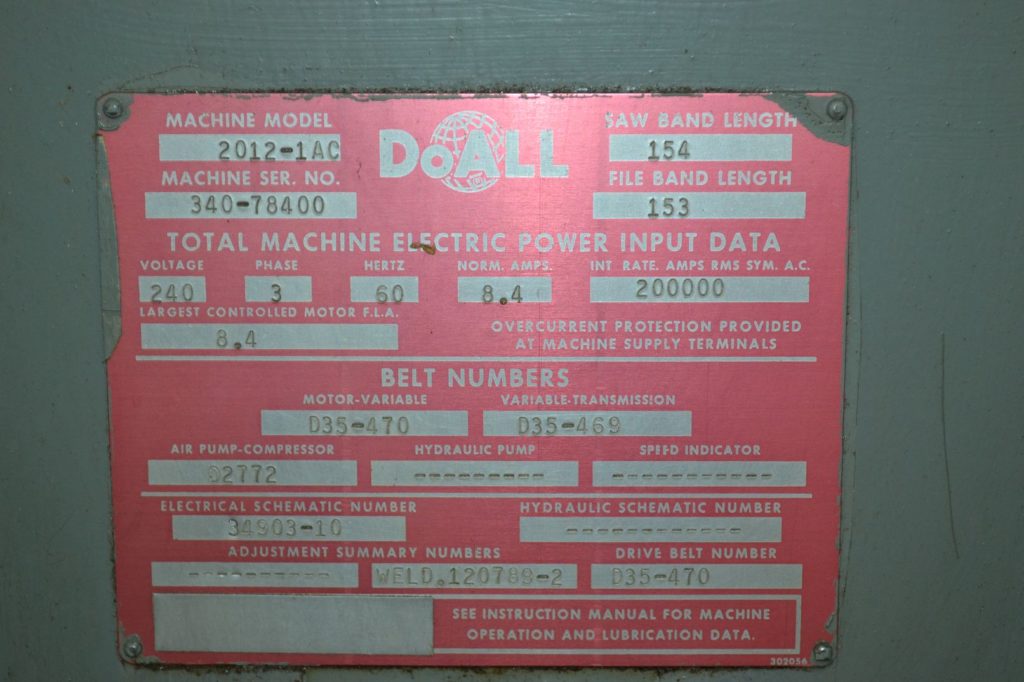 MACHINE MODEL
2012-1AC
MACHINE SER. NO.
340-78400
DoALL
SAW BAND LENGTH
154
FILE BAND LENGTH
153
TOTAL MACHINE ELECTRIC POWER INPUT DATA
VOLTAGE PHASE HERTZ NORM. AMPS. INT. RATE. AMPS RMS SYM. A.C.
240 3 60 8.4 200000
LARGEST CONTROLLED MOTOR F.L.A.
8.4
OVERCURRENT PROTECTION PROVIDED
AT MACHINE SUPPLY TERMINALS
BELT NUMBERS
MOTOR-VARIABLE VARIABLE-TRANSMISSION
D35-470 D35-469
AIR PUMP-COMPRESSOR HYDRAULIC PUMP SPEED INDICATOR
02772 --------- -----------
ELECTRICAL SCHEMATIC NUMBER HYDRAULIC SCHEMATIC NUMBER
34903-10 -----------
ADJUSTMENT SUMMARY NUMBERS DRIVE BELT NUMBER
---------- WELD.120789-2 D35-470
SEE INSTRUCTION MANUAL FOR MACHINE
OPERATION AND LUBRICATION DATA.
302056